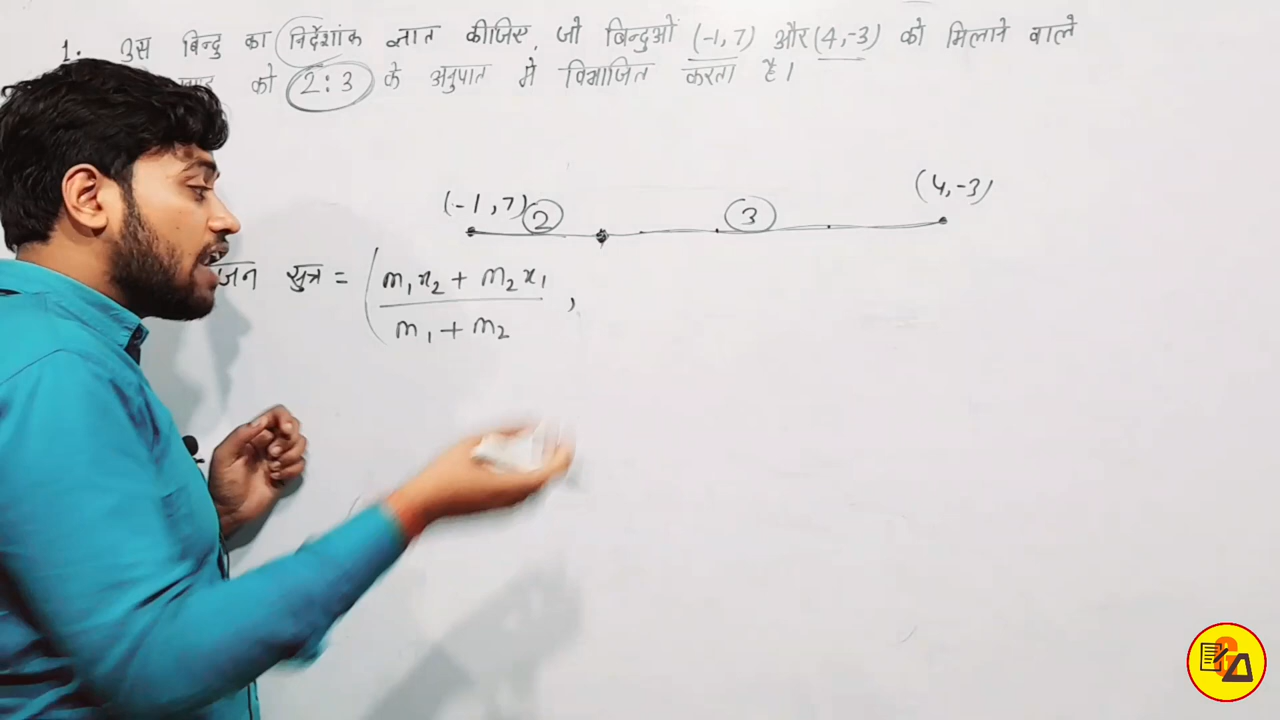 1. उस बिन्दु का निर्देशांक ज्ञात कीजिए, जो बिन्दुओं (-1, 7) और (4, -3) को मिलाने वाले
को 2 : 3 के अनुपात मे विभाजित करता है।
(-1, 7) 2 3 (4, -3)
सुत्र = ( m₁x₂ + m₂x₁ / m₁ + m₂ ,